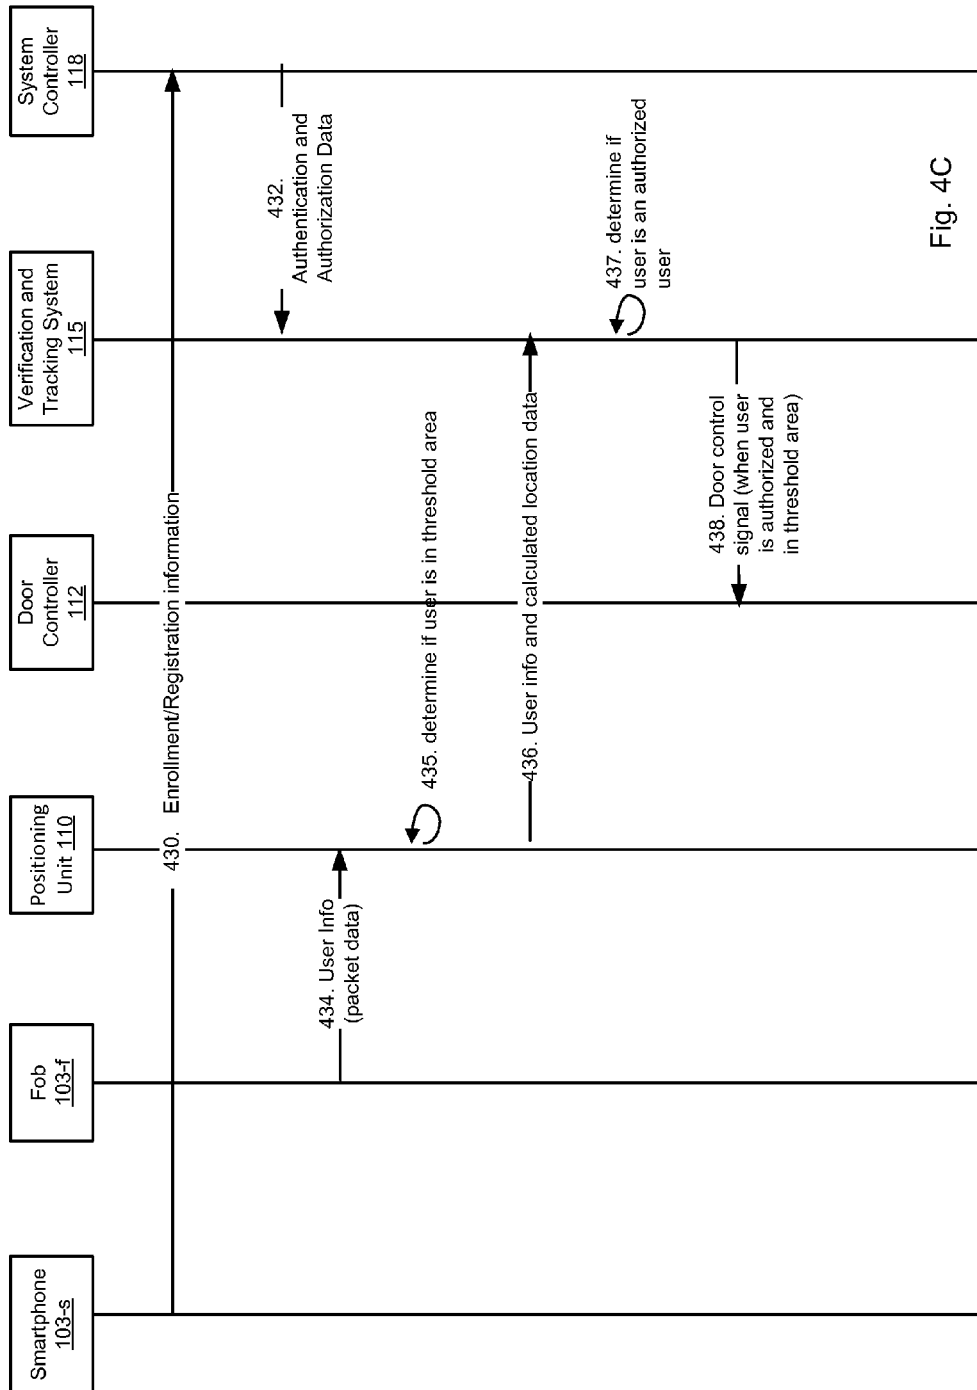 Smartphone
103-s
Fob
103-f
Positioning
Unit 110
Door
Controller
112
Verification and
Tracking System
115
System
Controller
118
430. Enrollment/Registration information
432.
Authentication and
Authorization Data
434. User Info
(packet data)
435. determine if user is in threshold area
436. User info and calculated location data
437. determine if
user is an authorized
user
438. Door control
signal (when user
is authorized and
in threshold area)
Fig. 4C